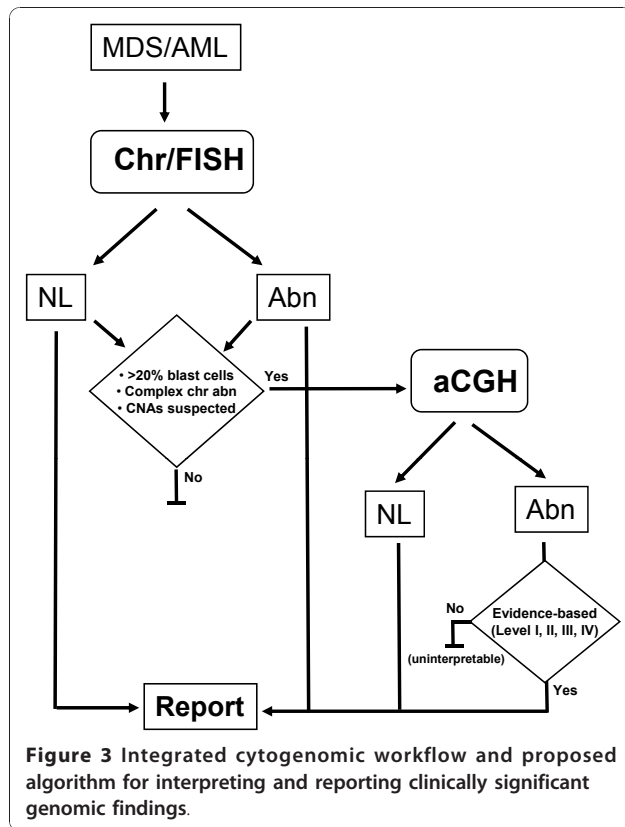 MDS/AML
Chr/FISH
NL
Abn
• >20% blast cells
• Complex chr abn
• CNAs suspected
Yes
No
aCGH
NL
Abn
No
Evidence-based
(Level I, II, III, IV)
(uninterpretable)
Yes
Report
Figure 3 Integrated cytogenomic workflow and proposed
algorithm for interpreting and reporting clinically significant
genomic findings.